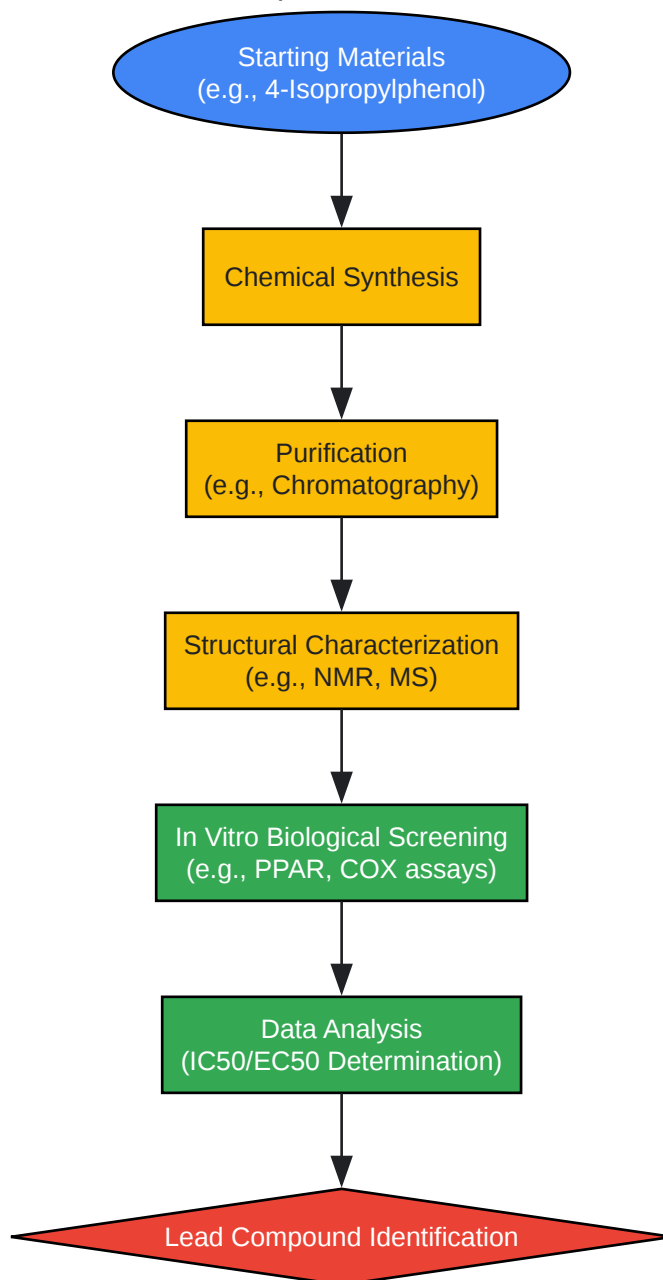 Starting Materials
(e.g., 4-Isopropylphenol)
Chemical Synthesis
Purification
(e.g., Chromatography)
Structural Characterization
(e.g., NMR, MS)
In Vitro Biological Screening
(e.g., PPAR, COX assays)
Data Analysis
(IC50/EC50 Determination)
Lead Compound Identification